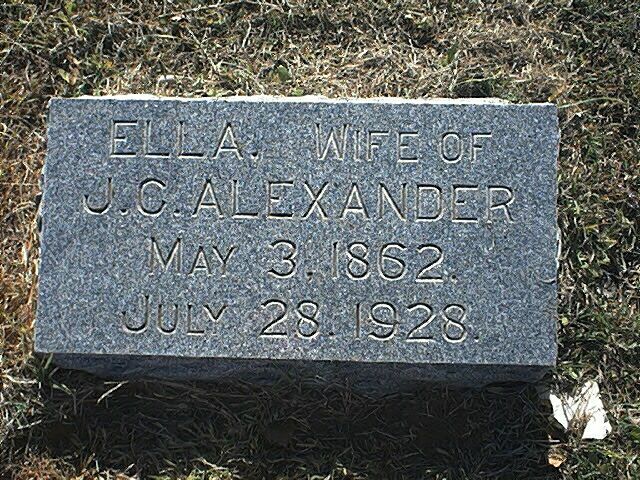 ELLA. WIFE OF
J.C. ALEXANDER
MAY 3. 1862.
JULY 28. 1928.